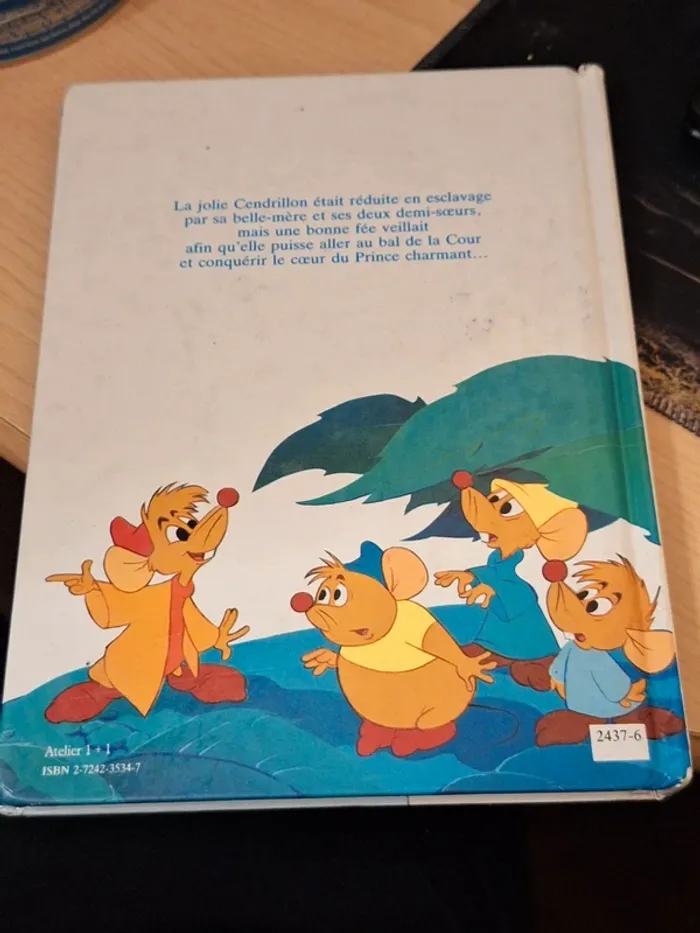 La jolie Cendrillon était réduite en esclavage
par sa belle-mère et ses deux demi-sœurs,
mais une bonne fée veillait
afin qu'elle puisse aller au bal de la Cour
et conquérir le cœur du Prince charmant...
Atelier 1 + 1
ISBN 2-7242-3534-7
2437-6